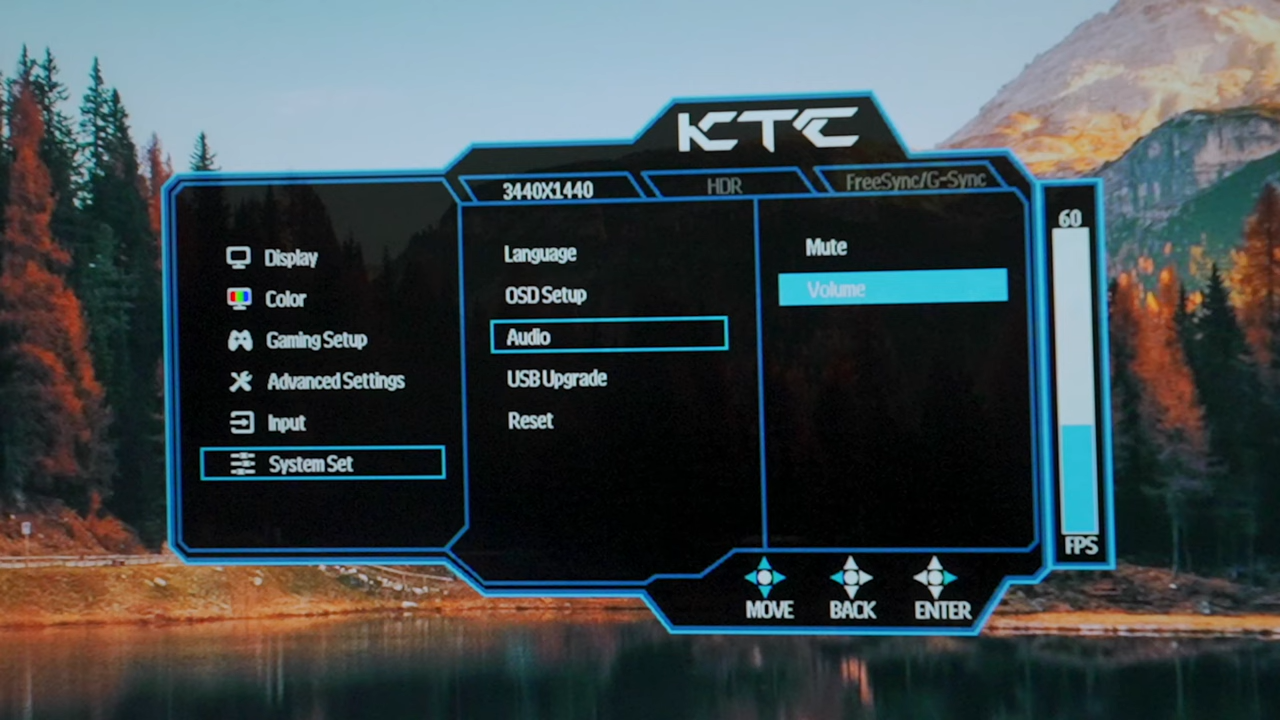 KTC
3440X1440
HDR
FreeSync/G-Sync
Display
Color
Gaming Setup
Advanced Settings
Input
System Set
Language
OSD Setup
Audio
USB Upgrade
Reset
Mute
Volume
60
FPS
MOVE
BACK
ENTER